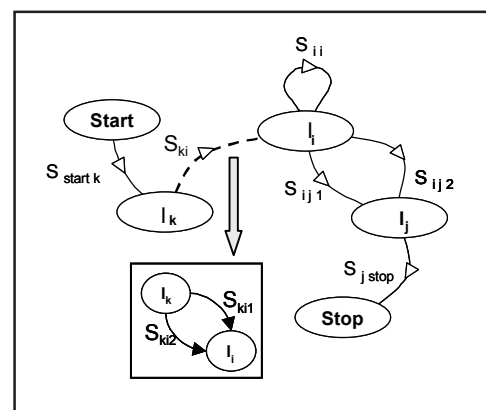 S i i
Start
I i
S ki
S start k
S i j 1
S i j 2
I k
I j
S j stop
I k
S ki1
S ki2
I i
Stop